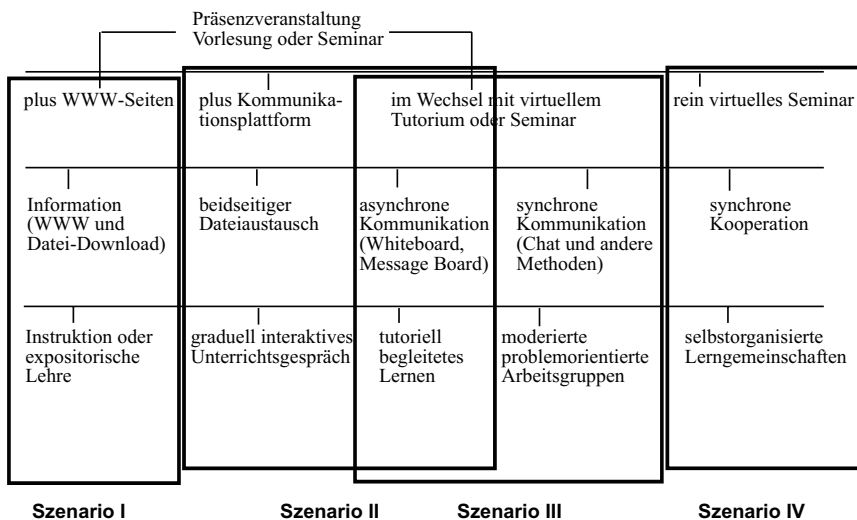 Präsenzveranstaltung
Vorlesung oder Seminar
plus WWW-Seiten
plus Kommunika-
tionsplattform
im Wechsel mit virtuellem
Tutorium oder Seminar
rein virtuelles Seminar
Information
(WWW und
Datei-Download)
beidseitiger
Dateiaustausch
asynchrone
Kommunikation
(Whiteboard,
Message Board)
synchrone
Kommunikation
(Chat und andere
Methoden)
synchrone
Kooperation
Instruktion oder
expositorische
Lehre
graduell interaktives
Unterrichtsgespräch
tutoriell
begleitetes
Lernen
moderierte
problemorientierte
Arbeitsgruppen
selbstorganisierte
Lerngemeinschaften
Szenario I
Szenario II
Szenario III
Szenario IV